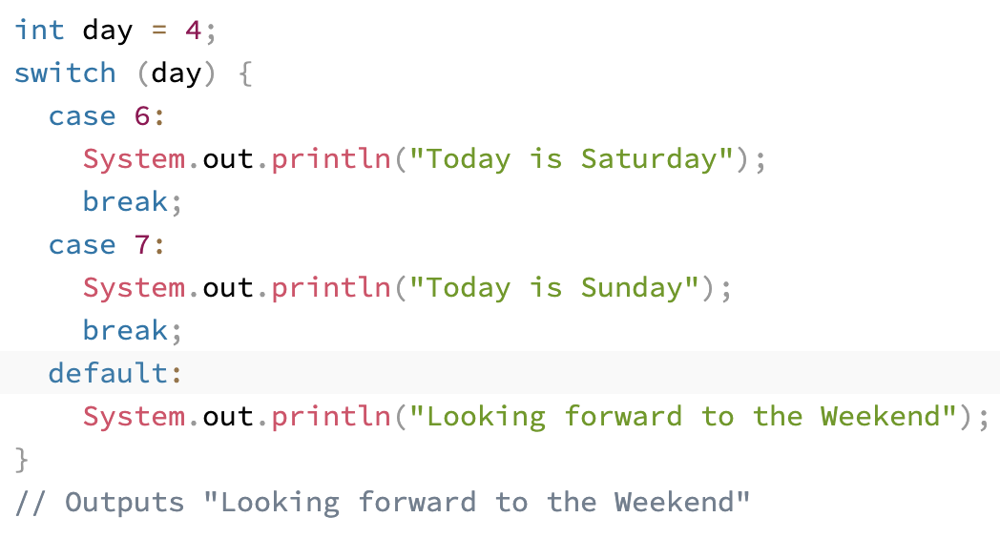 int day = 4;
switch (day) {
  case 6:
    System.out.println("Today is Saturday");
    break;
  case 7:
    System.out.println("Today is Sunday");
    break;
  default:
    System.out.println("Looking forward to the Weekend");
}
// Outputs "Looking forward to the Weekend"